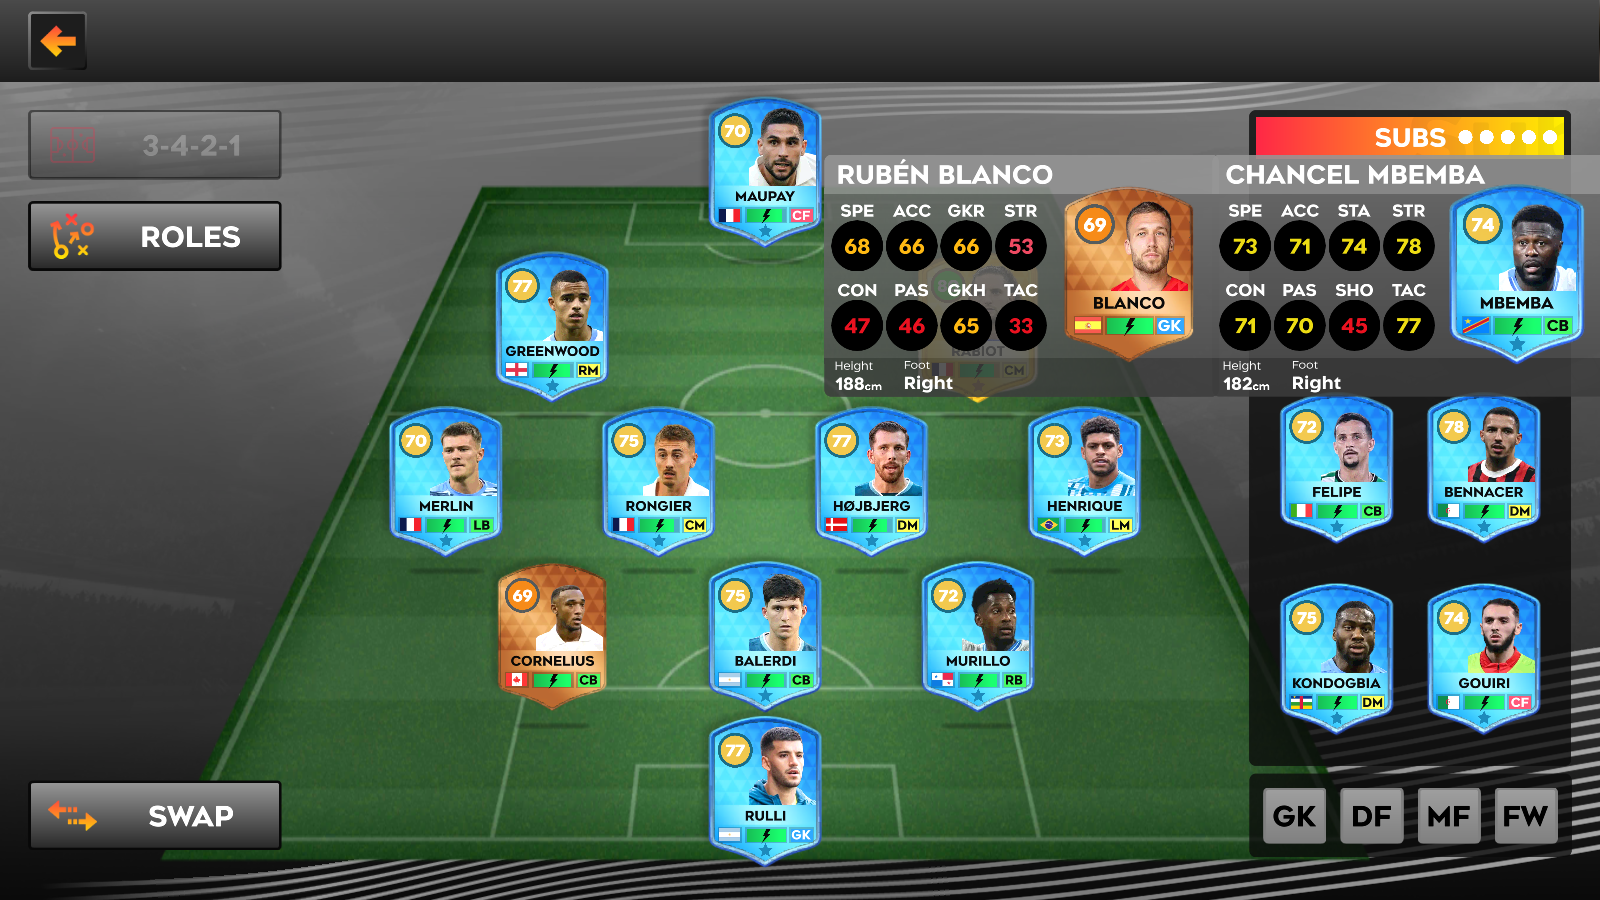 3-4-2-1
ROLES
SWAP
70
MAUPAY
CF
77
GREENWOOD
RM
RABIOT
CM
70
MERLIN
LB
75
RONGIER
CM
77
HØJBJERG
DM
73
HENRIQUE
LM
69
CORNELIUS
CB
75
BALERDI
CB
72
MURILLO
RB
77
RULLI
GK
SUBS
RUBÉN BLANCO
SPE ACC GKR STR
68 66 66 53
CON PAS GKH TAC
47 46 65 33
Height Foot
188cm Right
69
BLANCO
GK
CHANCEL MBEMBA
SPE ACC STA STR
73 71 74 78
CON PAS SHO TAC
71 70 45 77
Height Foot
182cm Right
74
MBEMBA
CB
72
FELIPE
CB
78
BENNACER
DM
75
KONDOGBIA
DM
74
GOUIRI
CF
GK DF MF FW